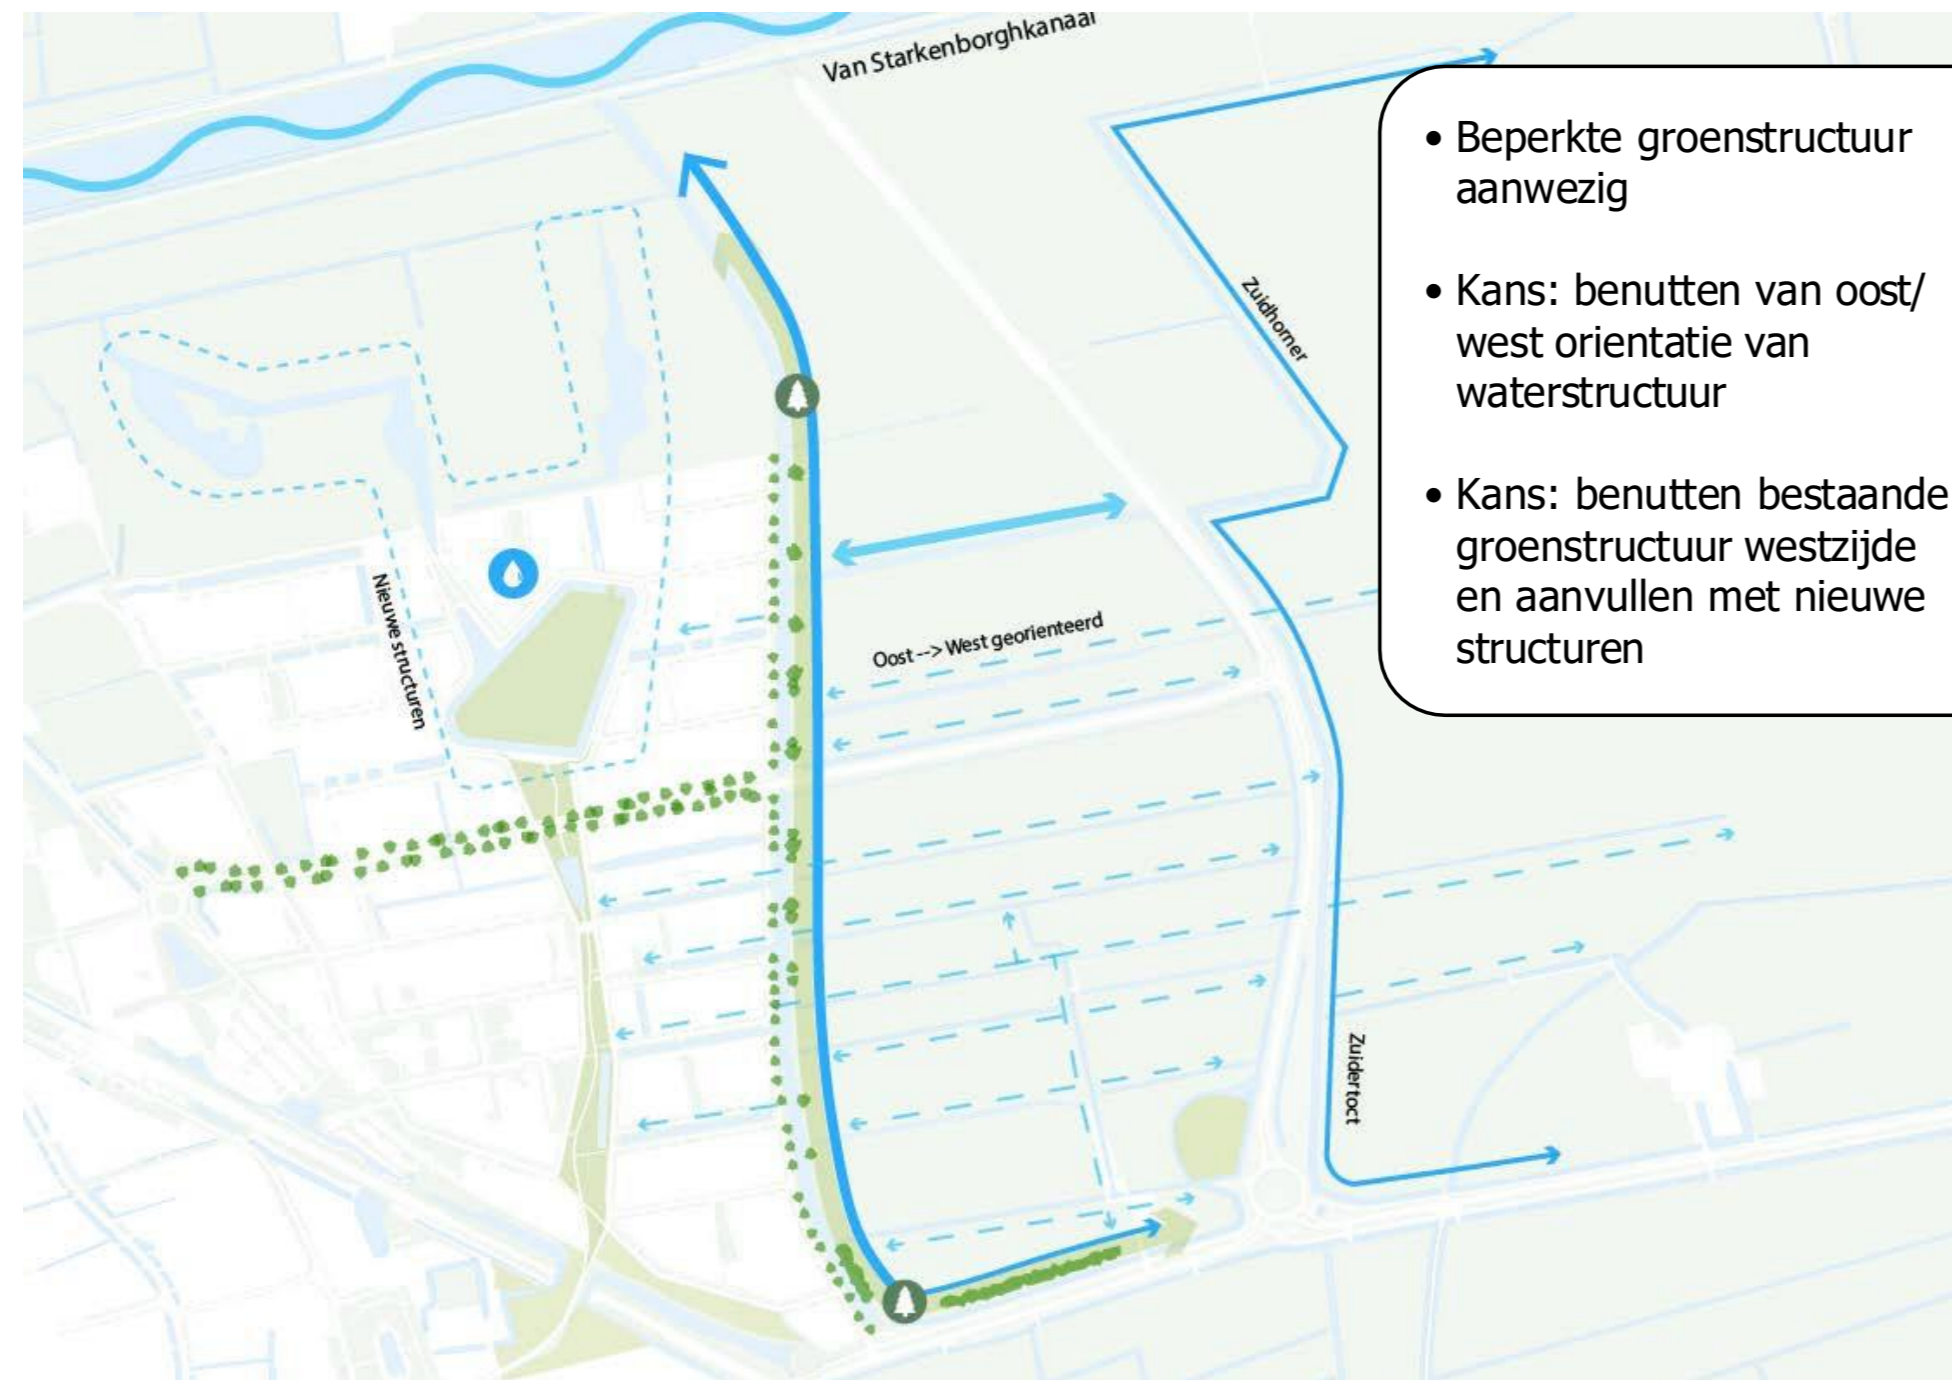 Van Starkenborghkanaal
• Beperkte groenstructuur
aanwezig
• Kans: benutten van oost/
west orientatie van
waterstructuur
• Kans: benutten bestaande
groenstructuur westzijde
en aanvullen met nieuwe
structuren
Zuidhorner
Nieuwe structuren
Oost --> West georienteerd
Zuidertoct